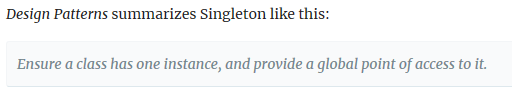 Design Patterns summarizes Singleton like this:
Ensure a class has one instance, and provide a global point of access to it.